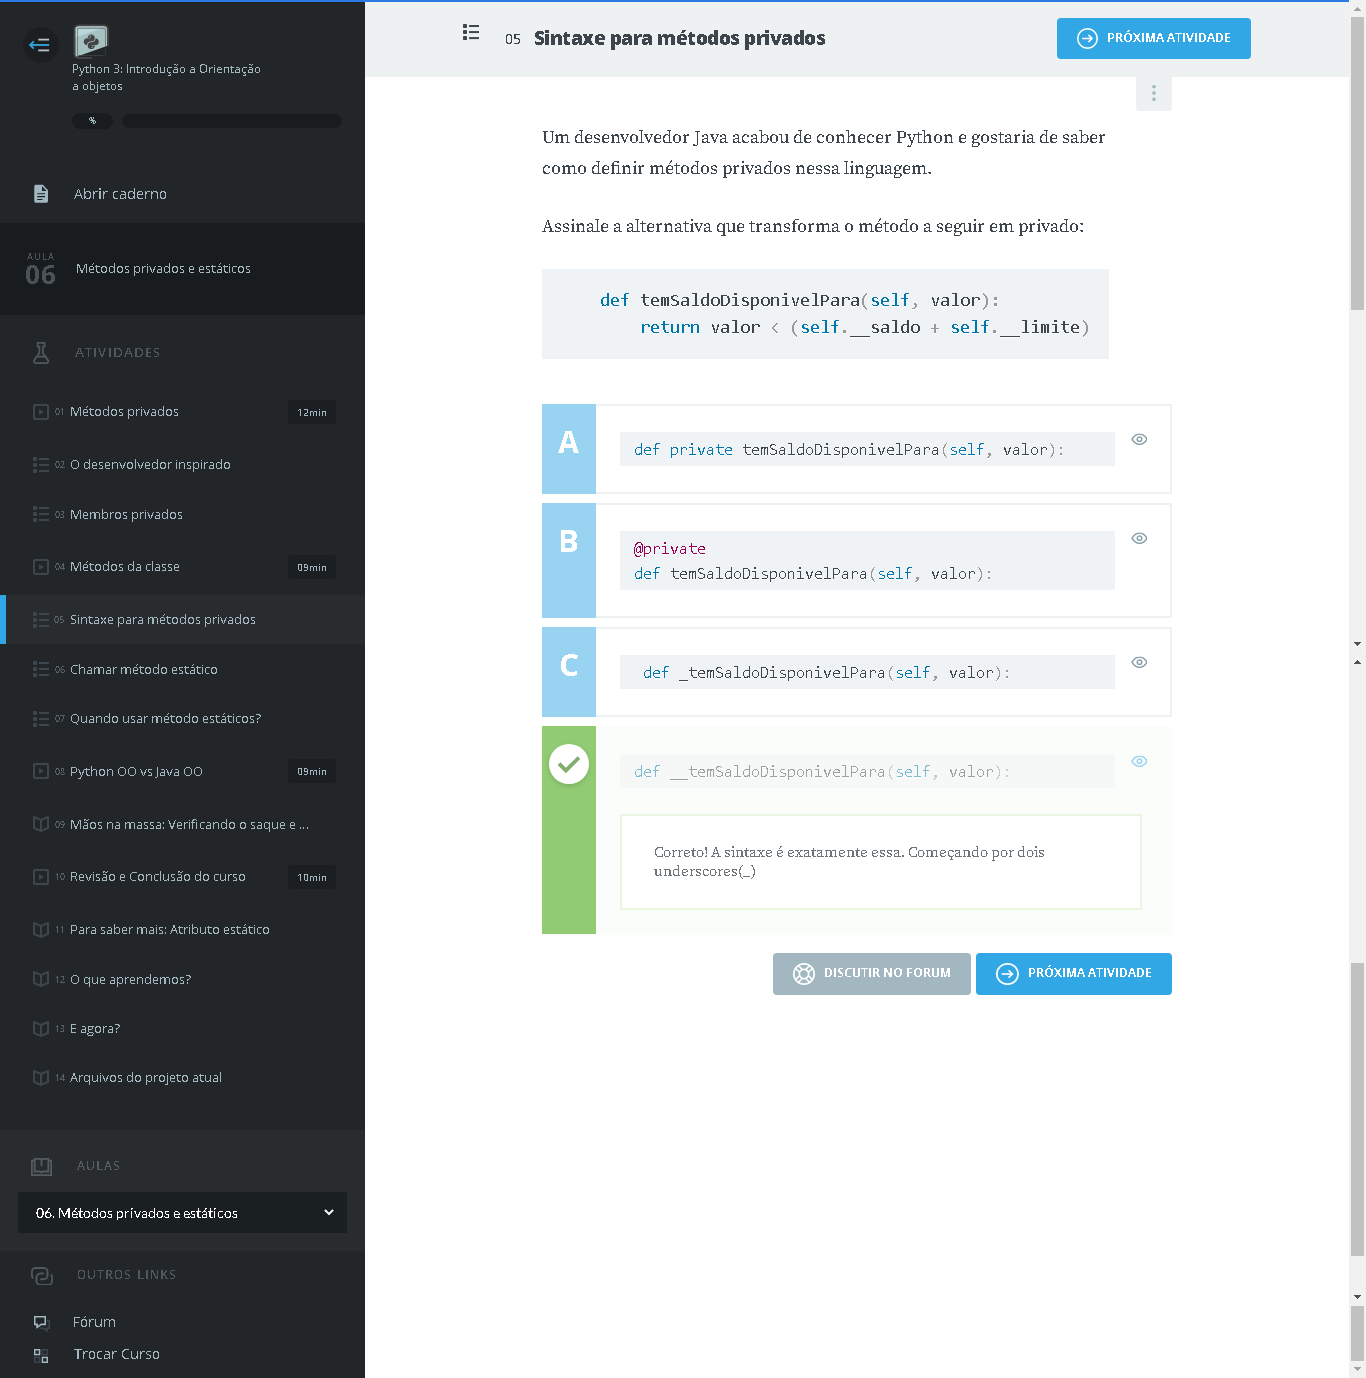 Python 3: Introdução a Orientação
a objetos
%
Abrir caderno
AULA
06
Métodos privados e estáticos
ATIVIDADES
01 Métodos privados 12min
02 O desenvolvedor inspirado
03 Membros privados
04 Métodos da classe 09min
05 Sintaxe para métodos privados
06 Chamar método estático
07 Quando usar método estáticos?
08 Python OO vs Java OO 09min
09 Mãos na massa: Verificando o saque e ...
10 Revisão e Conclusão do curso 10min
11 Para saber mais: Atributo estático
12 O que aprendemos?
13 E agora?
14 Arquivos do projeto atual
AULAS
06. Métodos privados e estáticos
OUTROS LINKS
Fórum
Trocar Curso
05 Sintaxe para métodos privados
PRÓXIMA ATIVIDADE
Um desenvolvedor Java acabou de conhecer Python e gostaria de saber
como definir métodos privados nessa linguagem.
Assinale a alternativa que transforma o método a seguir em privado:
def temSaldoDisponivelPara(self, valor):
return valor < (self.__saldo + self.__limite)
A
def private temSaldoDisponivelPara(self, valor):
B
@private
def temSaldoDisponivelPara(self, valor):
C
def _temSaldoDisponivelPara(self, valor):
def __temSaldoDisponivelPara(self, valor):
Correto! A sintaxe é exatamente essa. Começando por dois
underscores(_)
DISCUTIR NO FORUM
PRÓXIMA ATIVIDADE